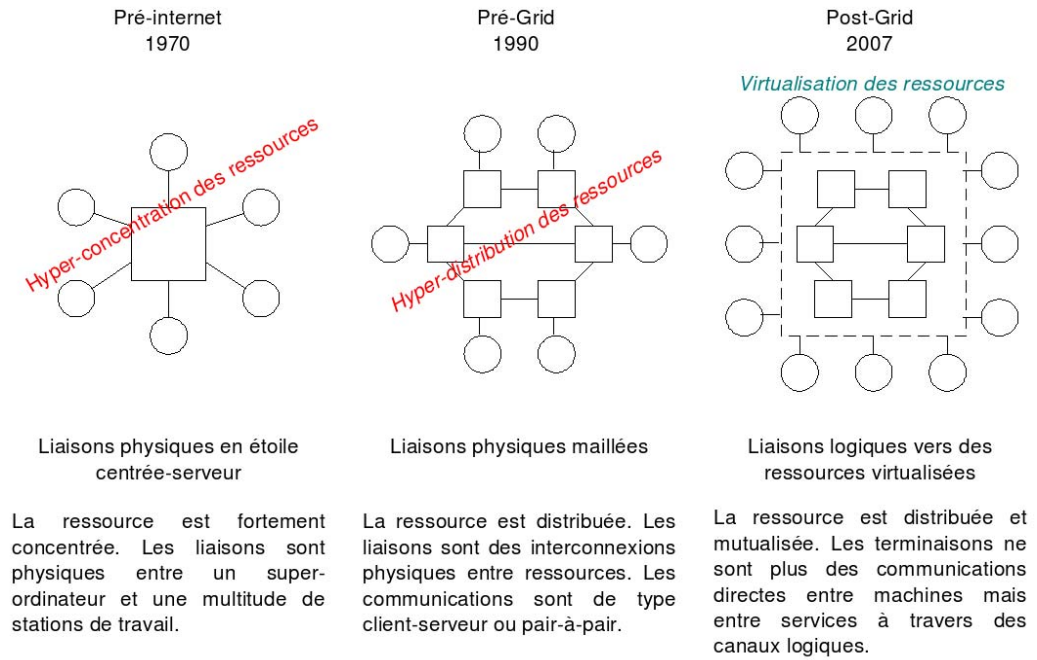 Pré-internet
1970
Hyper-concentration des ressources
Liaisons physiques en étoile
centrée-serveur
La ressource est fortement
concentrée. Les liaisons sont
physiques entre un super-
ordinateur et une multitude de
stations de travail.
Pré-Grid
1990
Hyper-distribution des ressources
Liaisons physiques maillées
La ressource est distribuée. Les
liaisons sont des interconnexions
physiques entre ressources. Les
communications sont de type
client-serveur ou pair-à-pair.
Post-Grid
2007
Virtualisation des ressources
Liaisons logiques vers des
ressources virtualisées
La ressource est distribuée et
mutualisée. Les terminaisons ne
sont plus des communications
directes entre machines mais
entre services à travers des
canaux logiques.